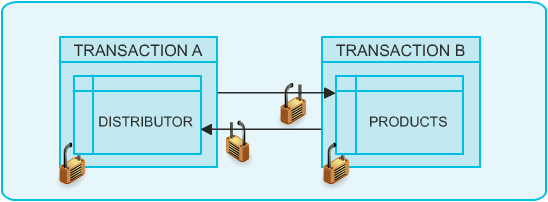 TRANSACTION A
TRANSACTION B
DISTRIBUTOR
PRODUCTS